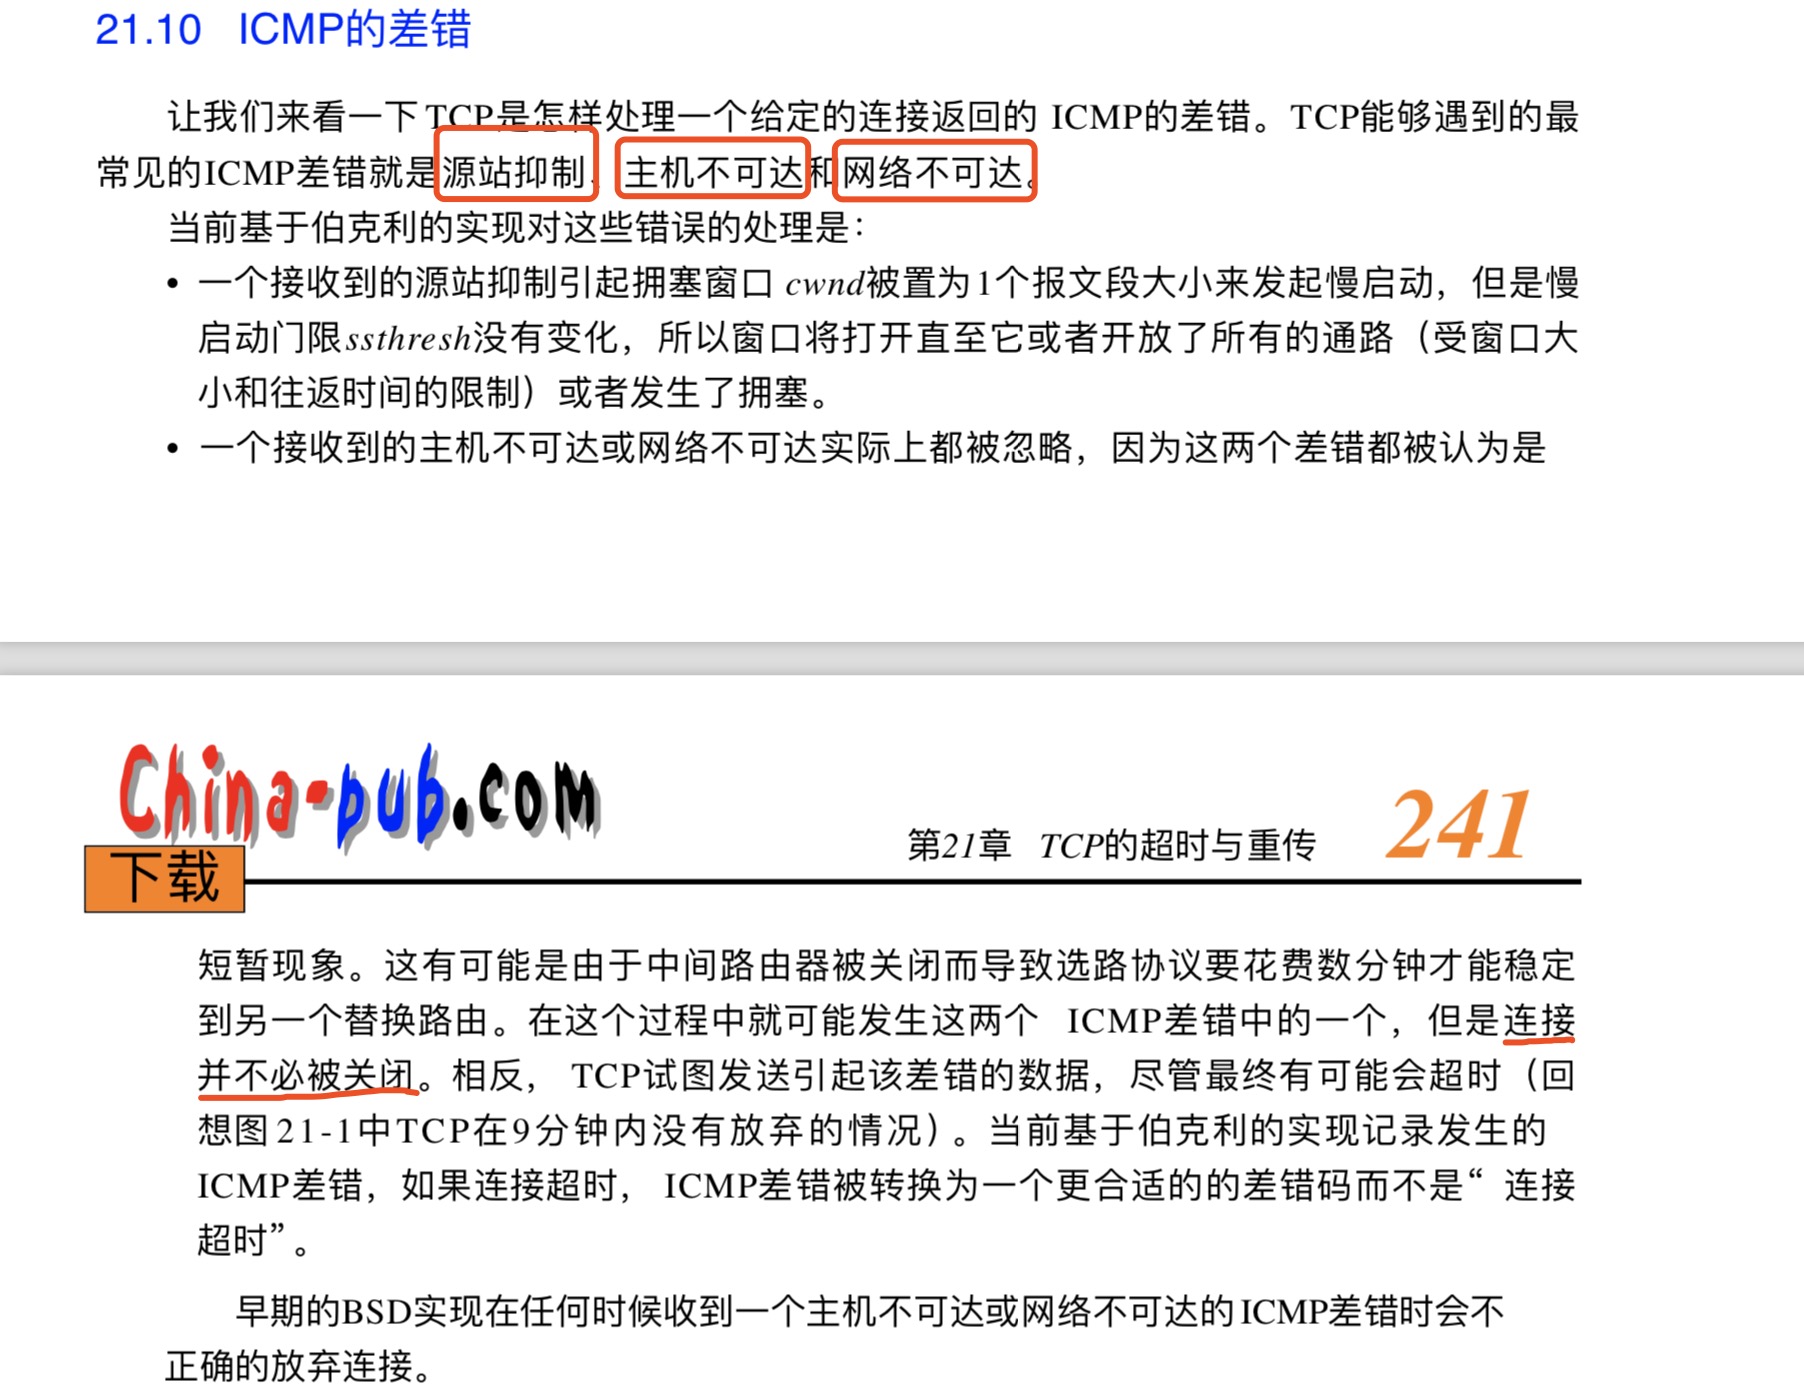 21.10 ICMP的差错
让我们来看一下TCP是怎样处理一个给定的连接返回的 ICMP的差错。TCP能够遇到的最
常见的ICMP差错就是源站抑制、主机不可达和网络不可达。
当前基于伯克利的实现对这些错误的处理是：
• 一个接收到的源站抑制引起拥塞窗口 cwnd被置为1个报文段大小来发起慢启动，但是慢
启动门限ssthresh没有变化，所以窗口将打开直至它或者开放了所有的通路（受窗口大
小和往返时间的限制）或者发生了拥塞。
• 一个接收到的主机不可达或网络不可达实际上都被忽略，因为这两个差错都被认为是
China-pub.com
下载
第21章 TCP的超时与重传 241
短暂现象。这有可能是由于中间路由器被关闭而导致选路协议要花费数分钟才能稳定
到另一个替换路由。在这个过程中就可能发生这两个 ICMP差错中的一个，但是连接
并不必被关闭。相反， TCP试图发送引起该差错的数据，尽管最终有可能会超时（回
想图21-1中TCP在9分钟内没有放弃的情况）。当前基于伯克利的实现记录发生的
ICMP差错，如果连接超时， ICMP差错被转换为一个更合适的的差错码而不是“ 连接
超时”。
早期的BSD实现在任何时候收到一个主机不可达或网络不可达的ICMP差错时会不
正确的放弃连接。